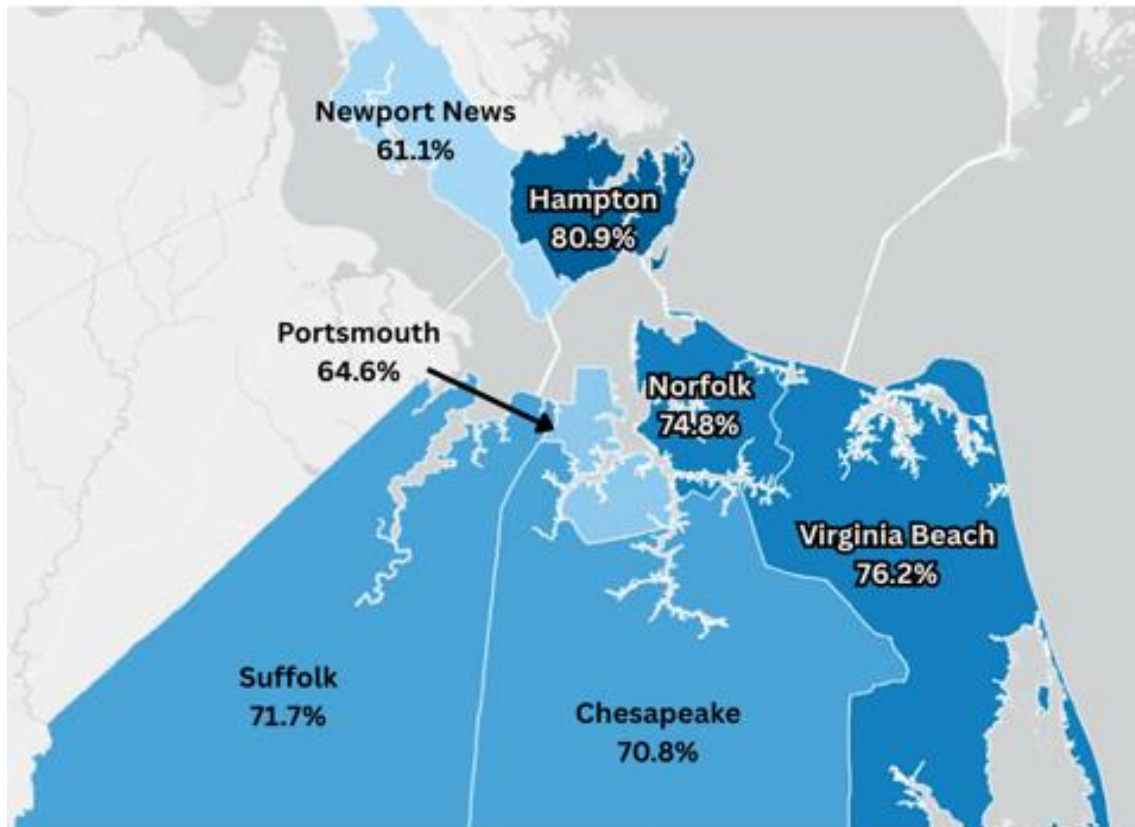 Newport News
61.1%
Hampton
80.9%
Portsmouth
64.6%
Norfolk
74.8%
Virginia Beach
76.2%
Suffolk
71.7%
Chesapeake
70.8%